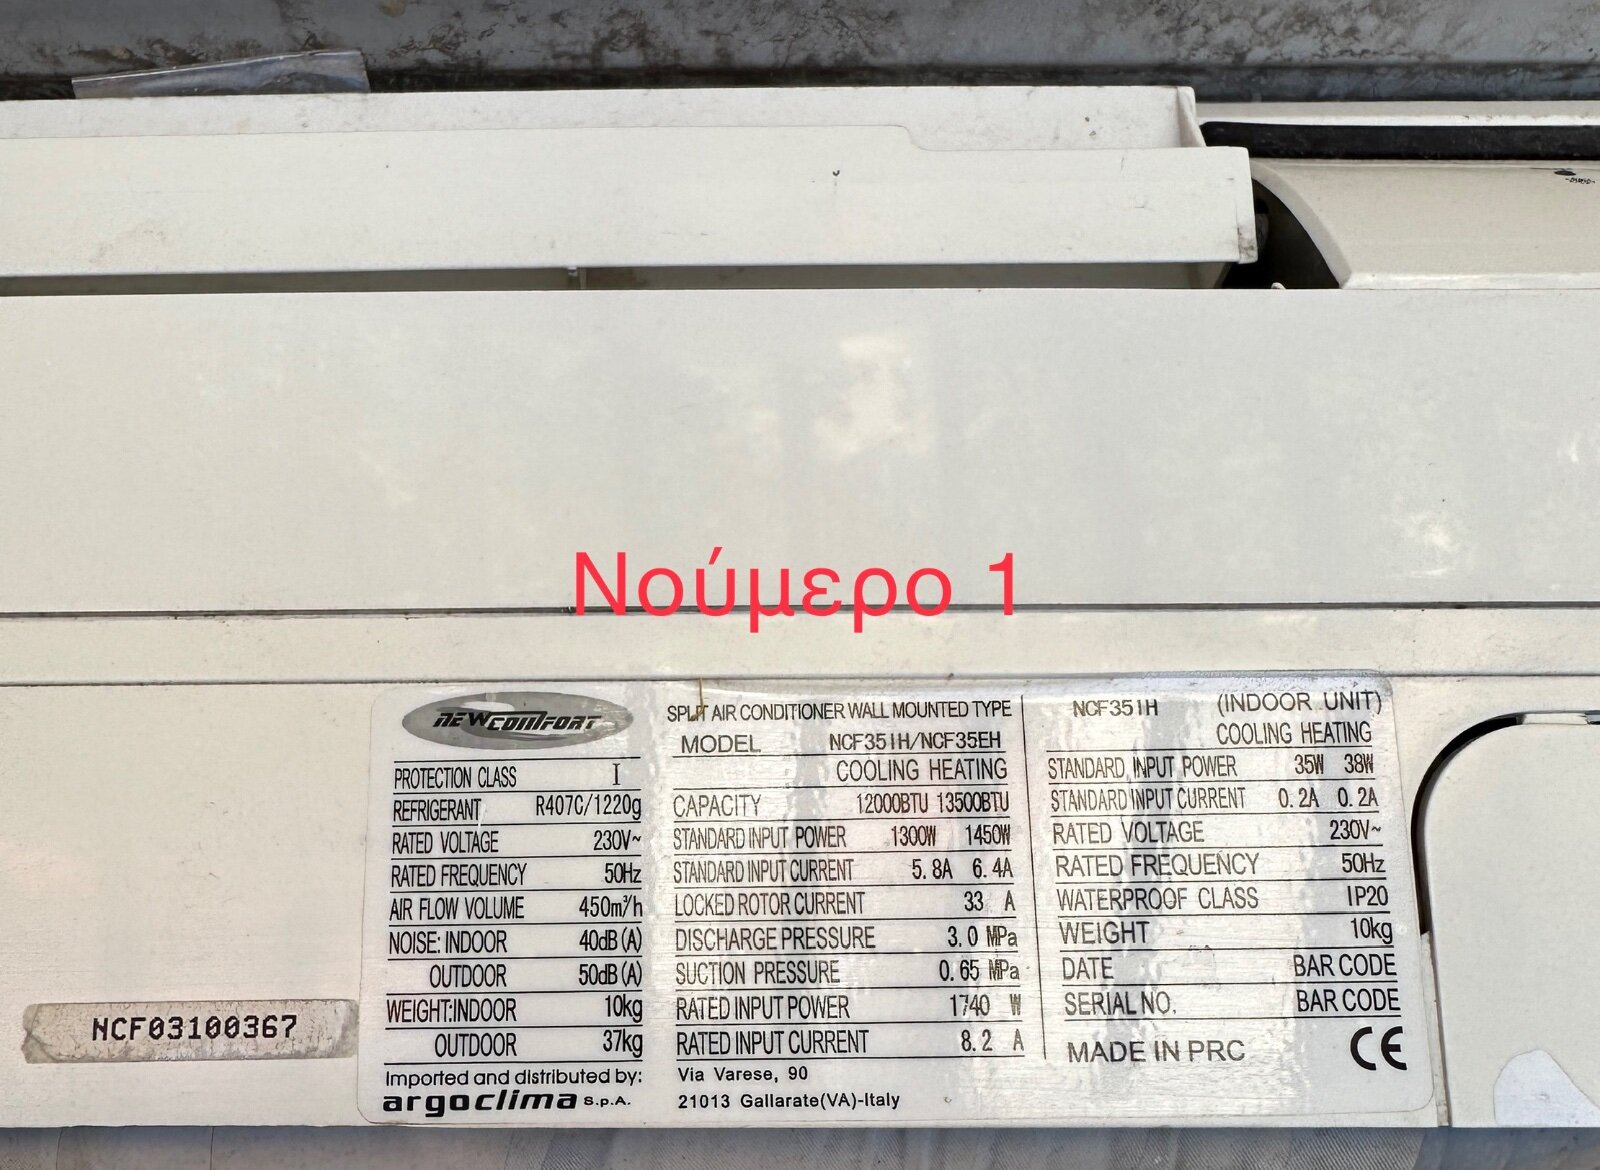 Νούμερο 1
NEWCOMFORT
PROTECTION CLASS I
REFRIGERANT R407C/1220g
RATED VOLTAGE 230V~
RATED FREQUENCY 50Hz
AIR FLOW VOLUME 450m³/h
NOISE: INDOOR 40dB(A)
OUTDOOR 50dB(A)
WEIGHT:INDOOR 10kg
OUTDOOR 37kg
Imported and distributed by:
argoclima S.p.A.
SPLIT AIR CONDITIONER WALL MOUNTED TYPE
MODEL NCF35IH/NCF35EH
COOLING HEATING
CAPACITY 12000BTU 13500BTU
STANDARD INPUT POWER 1300W 1450W
STANDARD INPUT CURRENT 5.8A 6.4A
LOCKED ROTOR CURRENT 33 A
DISCHARGE PRESSURE 3.0 MPa
SUCTION PRESSURE 0.65 MPa
RATED INPUT POWER 1740 W
RATED INPUT CURRENT 8.2 A
Via Varese, 90
21013 Gallarate(VA)-Italy
NCF35IH (INDOOR UNIT)
COOLING HEATING
STANDARD INPUT POWER 35W 38W
STANDARD INPUT CURRENT 0.2A 0.2A
RATED VOLTAGE 230V~
RATED FREQUENCY 50Hz
WATERPROOF CLASS IP20
WEIGHT 10kg
DATE BAR CODE
SERIAL NO. BAR CODE
MADE IN PRC CE
NCF03100367